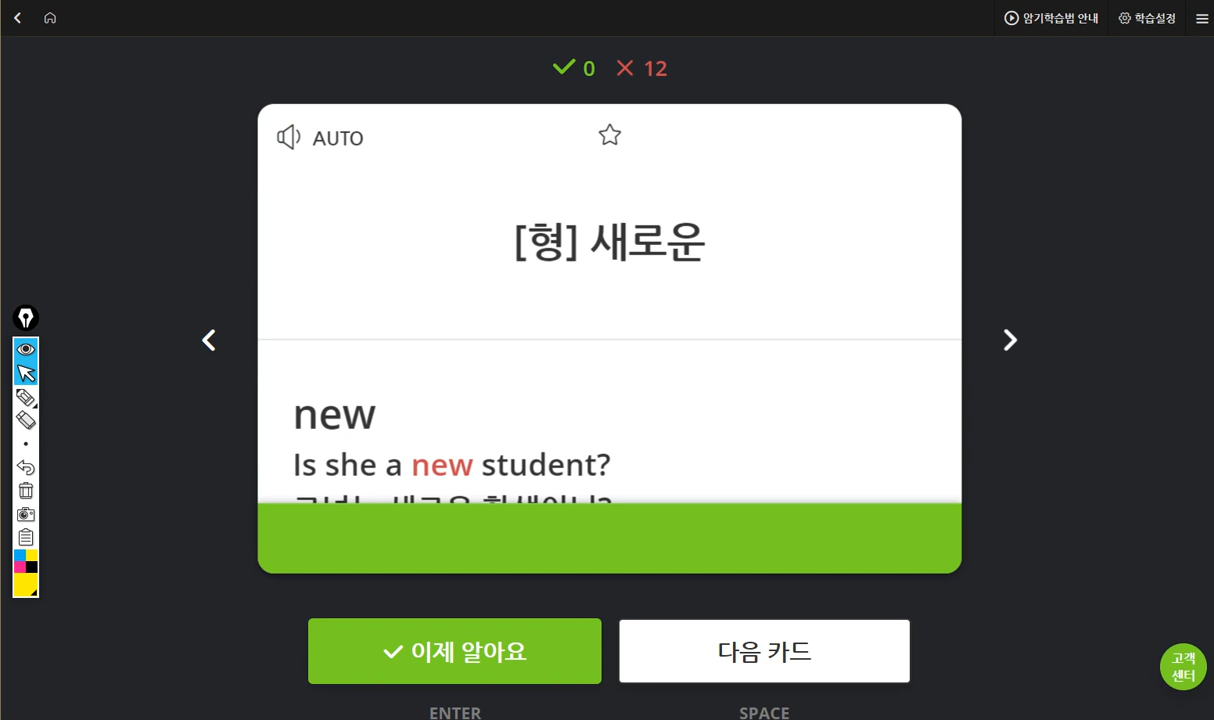 암기학습법 안내
학습설정
0
12
AUTO
[형] 새로운
new
Is she a new student?
이제 알아요
다음 카드
ENTER
SPACE
고객
센터